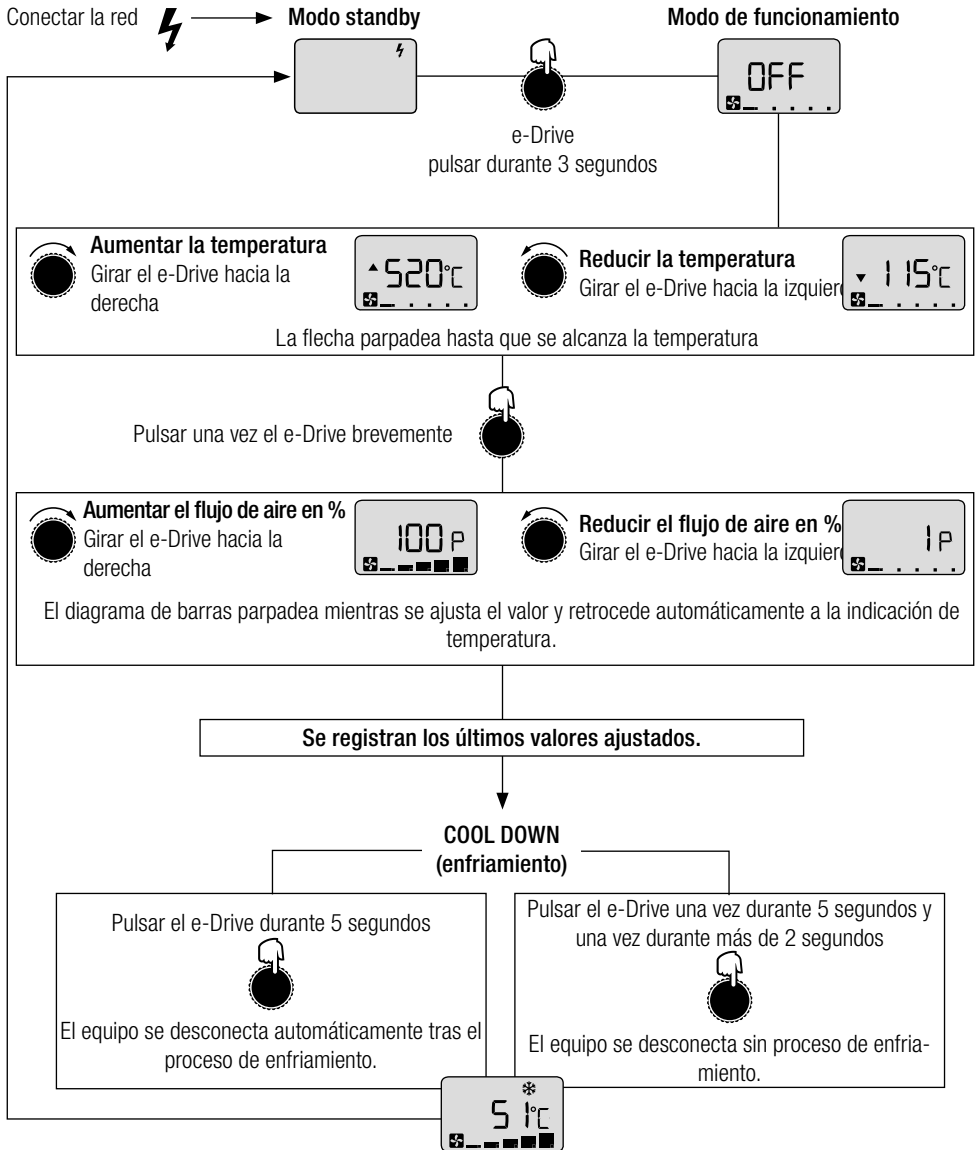 Conectar la red
Modo standby
Modo de funcionamiento
OFF
e-Drive
pulsar durante 3 segundos
Aumentar la temperatura
Girar el e-Drive hacia la
derecha
520°C
Reducir la temperatura
Girar el e-Drive hacia la izquier
115°C
La flecha parpadea hasta que se alcanza la temperatura
Pulsar una vez el e-Drive brevemente
Aumentar el flujo de aire en %
Girar el e-Drive hacia la
derecha
100 P
Reducir el flujo de aire en %
Girar el e-Drive hacia la izquier
1 P
El diagrama de barras parpadea mientras se ajusta el valor y retrocede automáticamente a la indicación de
temperatura.
Se registran los últimos valores ajustados.
COOL DOWN
(enfriamiento)
Pulsar el e-Drive durante 5 segundos
El equipo se desconecta automáticamente tras el
proceso de enfriamiento.
Pulsar el e-Drive una vez durante 5 segundos y
una vez durante más de 2 segundos
El equipo se desconecta sin proceso de enfria-
miento.
51°C